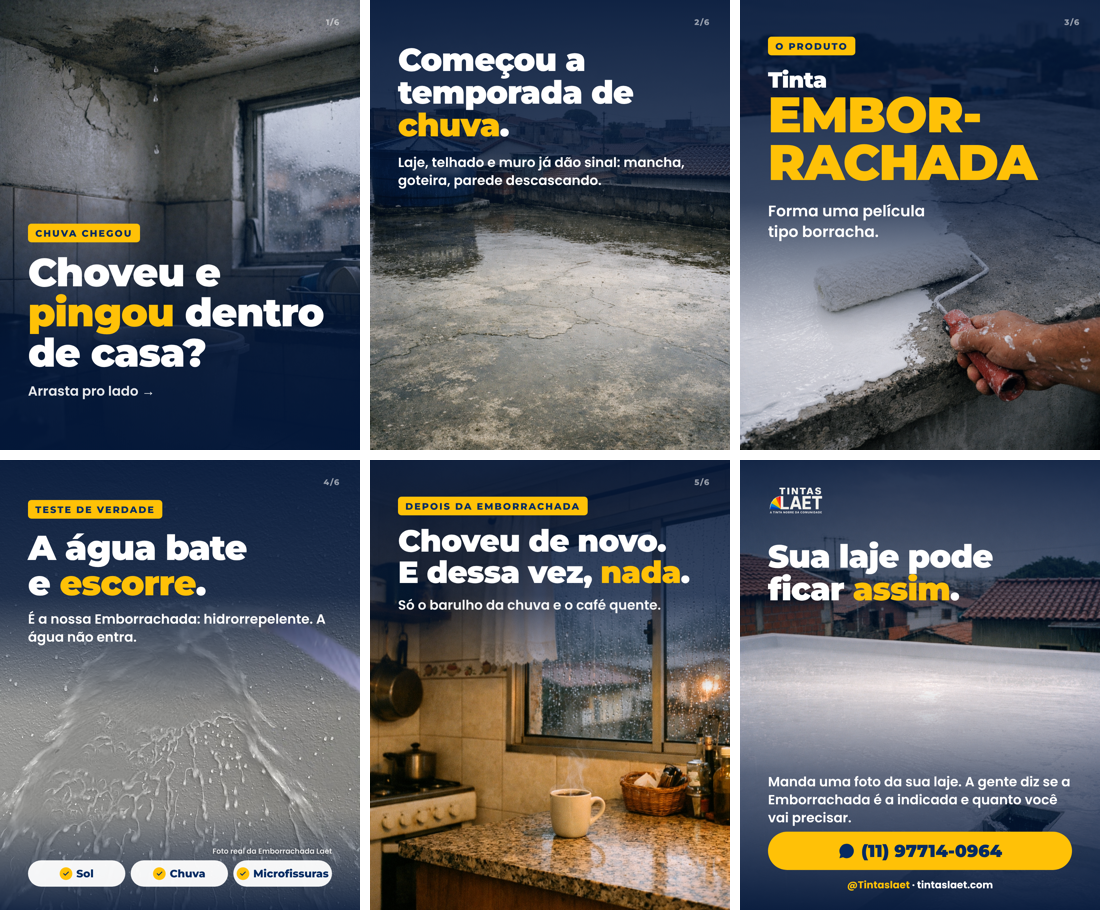 1/6
CHUVA CHEGOU
Choveu e
pingou dentro
de casa?
Arrasta pro lado →
2/6
Começou a
temporada de
chuva.
Laje, telhado e muro já dão sinal: mancha,
goteira, parede descascando.
3/6
O PRODUTO
Tinta
EMBOR-
RACHADA
Forma uma película
tipo borracha.
4/6
TESTE DE VERDADE
A água bate
e escorre.
É a nossa Emborrachada: hidrorrepelente. A
água não entra.
Foto real da Emborrachada Laet
Sol
Chuva
Microfissuras
5/6
DEPOIS DA EMBORRACHADA
Choveu de novo.
E dessa vez, nada.
Só o barulho da chuva e o café quente.
TINTAS
LAET
A TINTA NOBRE DA COMUNIDADE
Sua laje pode
ficar assim.
Manda uma foto da sua laje. A gente diz se a
Emborrachada é a indicada e quanto você
vai precisar.
(11) 97714-0964
@Tintaslaet · tintaslaet.com